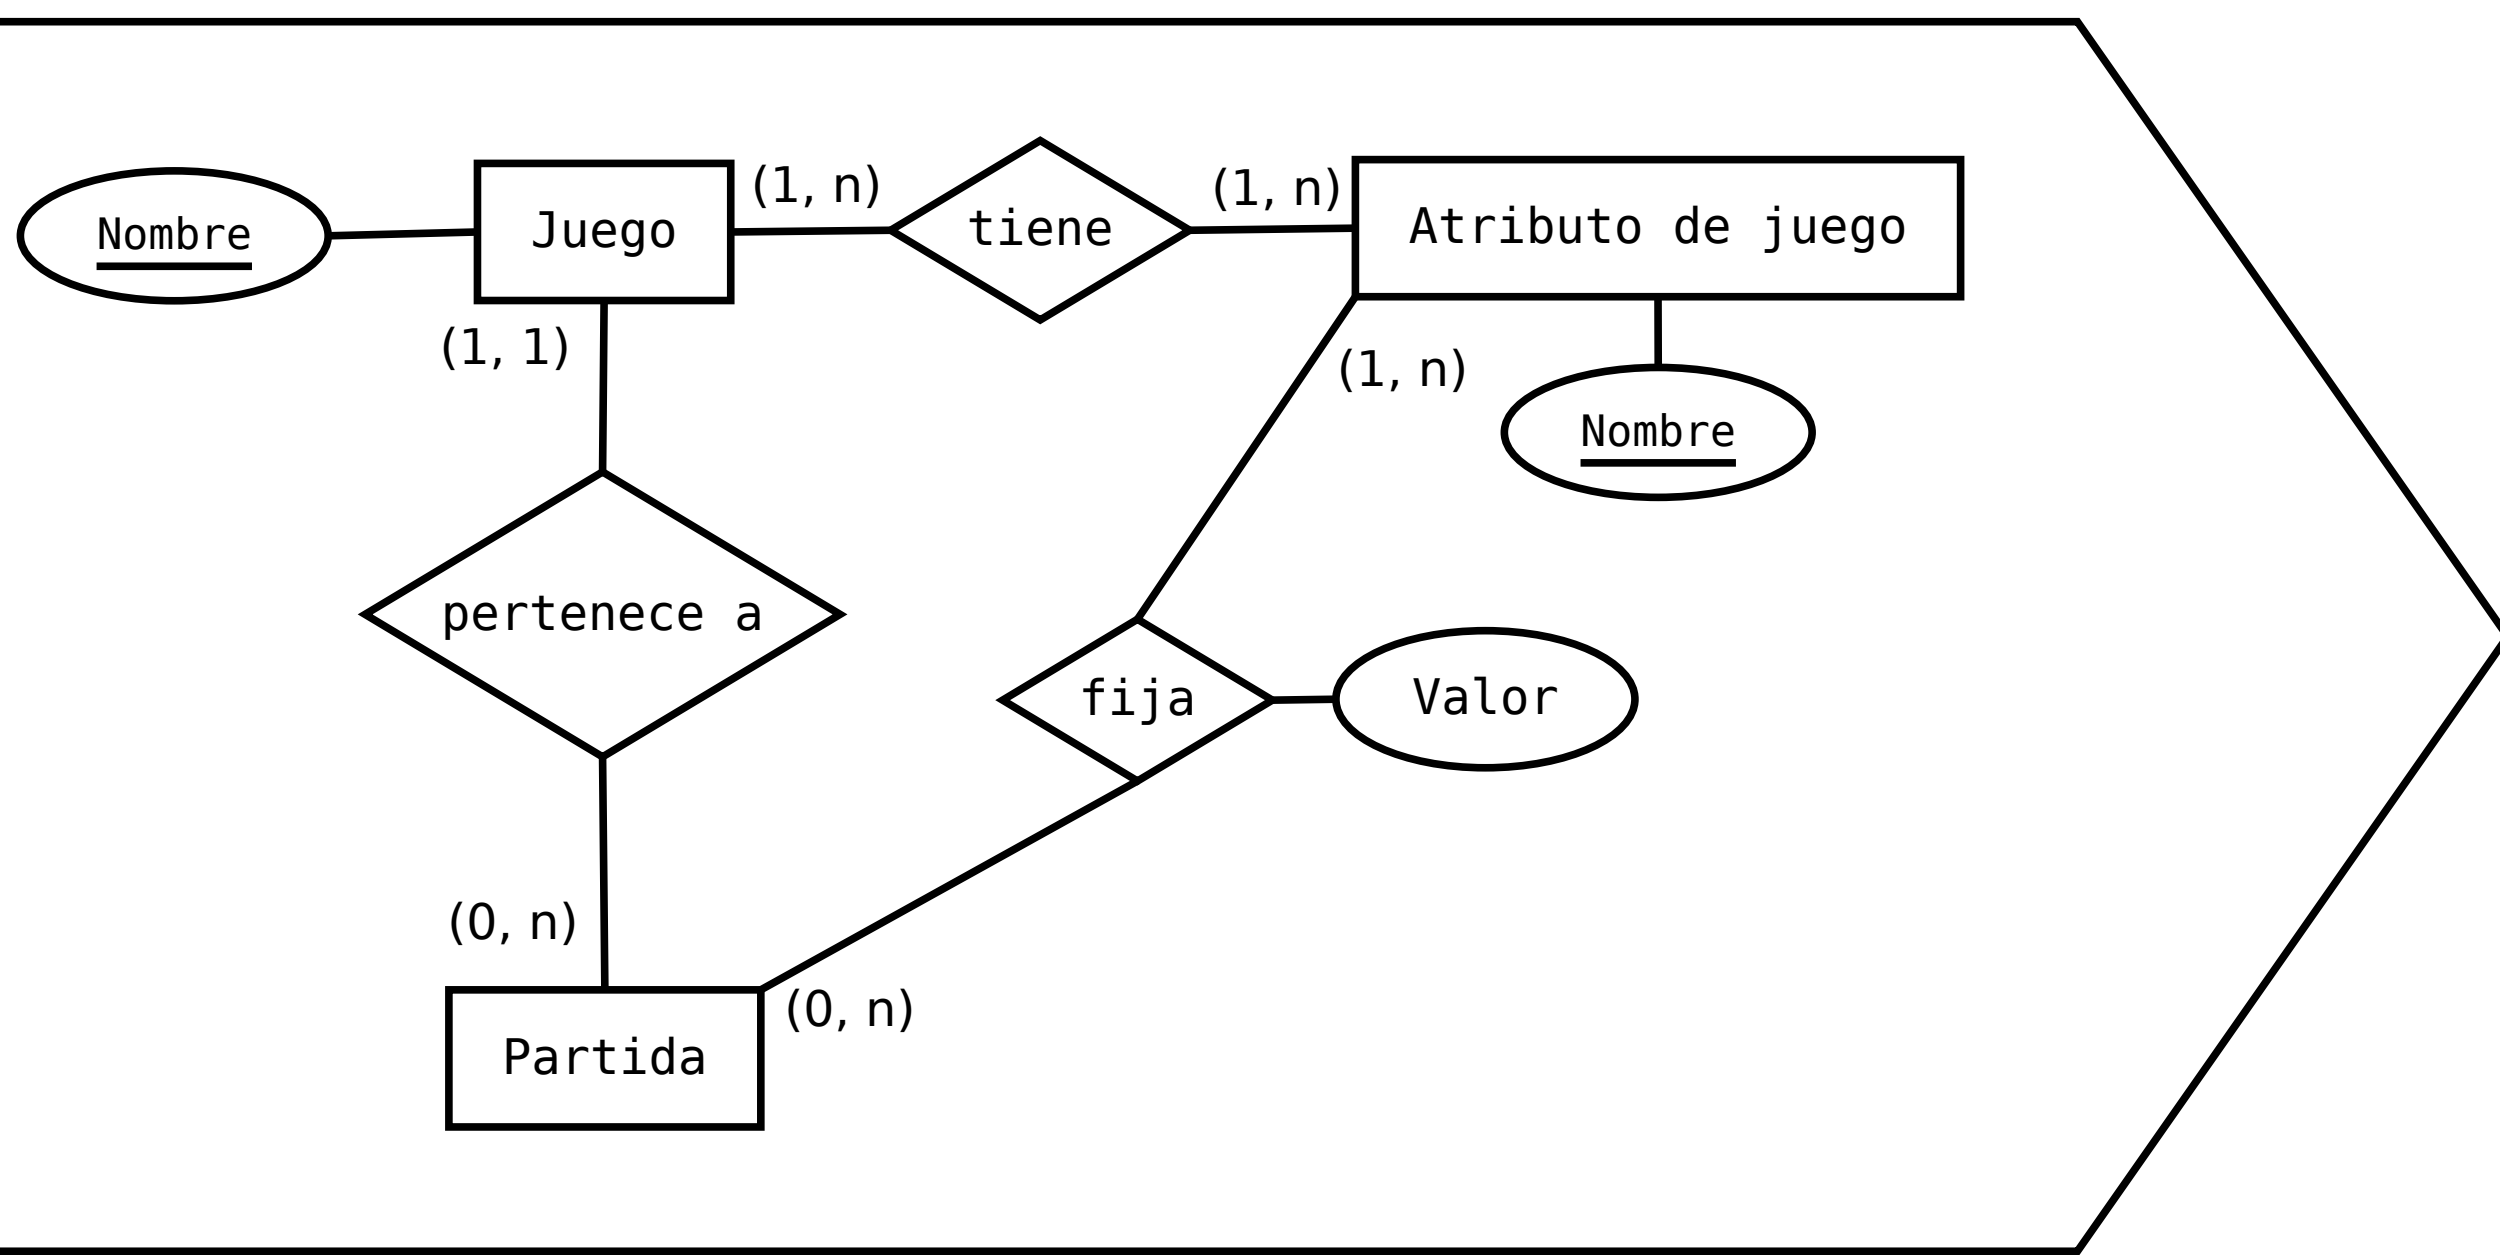 Nombre
Juego
(1, n)
tiene
(1, n)
Atributo de juego
(1, 1)
(1, n)
Nombre
pertenece a
fija
Valor
(0, n)
(0, n)
Partida